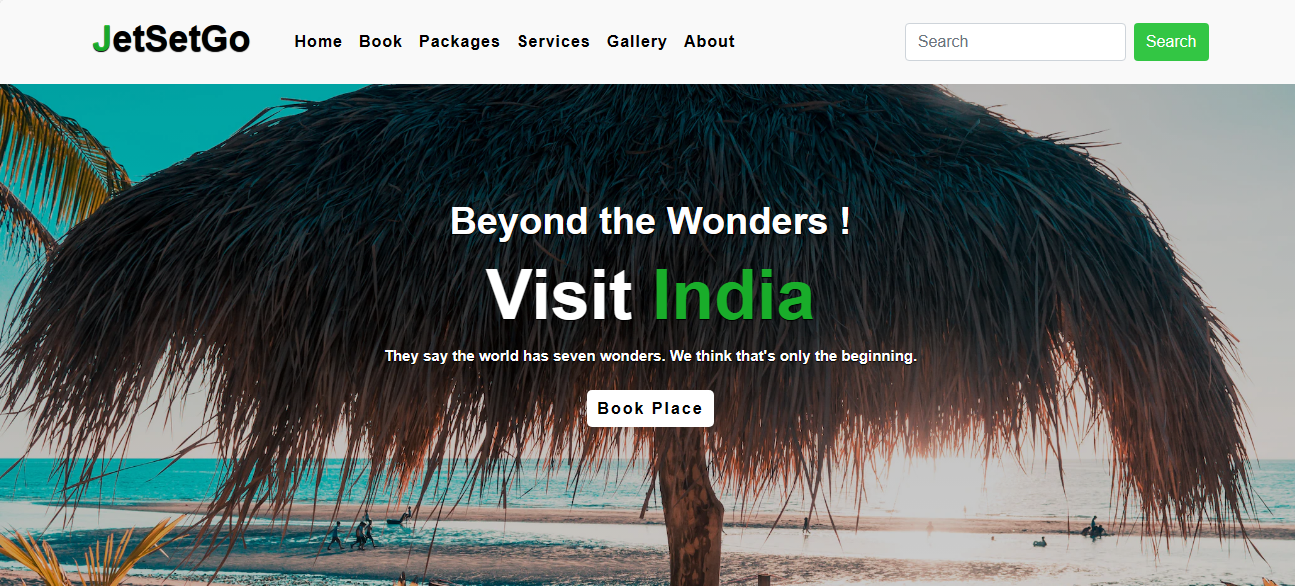 JetSetGo
Home Book Packages Services Gallery About
Search Search
Beyond the Wonders !
Visit India
They say the world has seven wonders. We think that's only the beginning.
Book Place